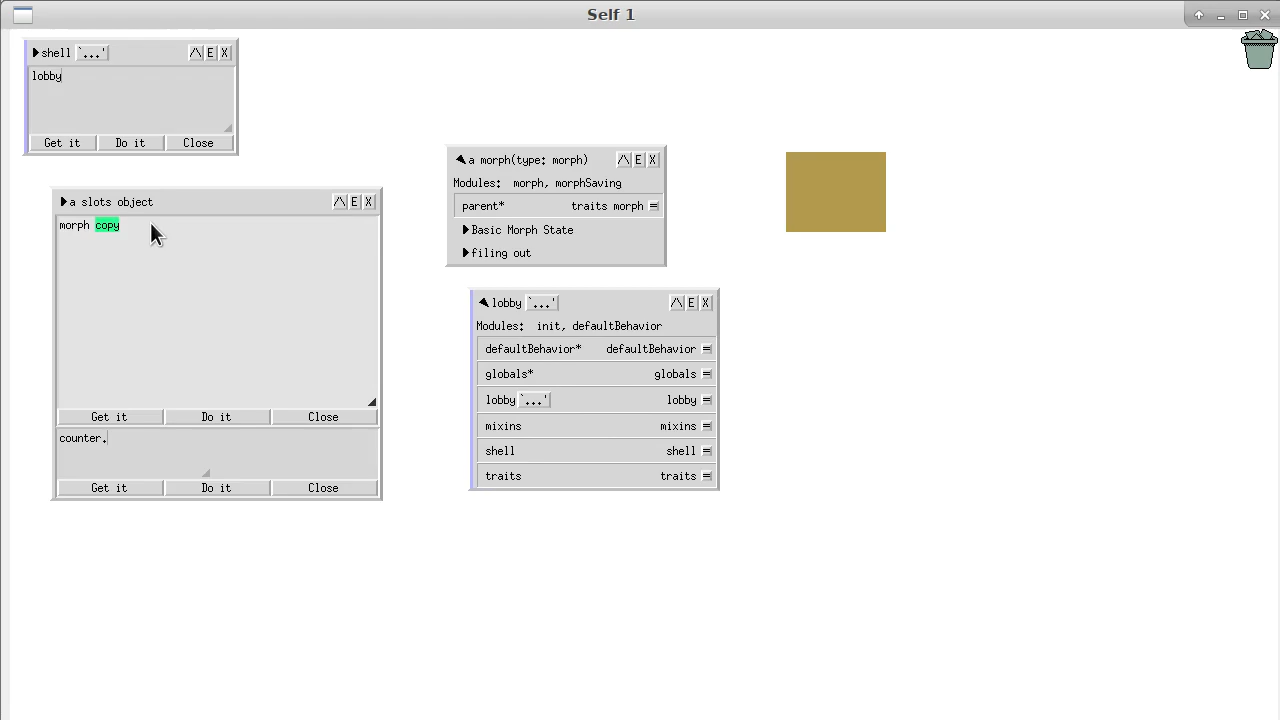 Self 1
shell `...' /\ E X
lobby
Get it Do it Close
a slots object /\ E X
morph copy
Get it Do it Close
counter.
Get it Do it Close
a morph(type: morph) /\ E X
Modules: morph, morphSaving
parent* traits morph =
Basic Morph State
filing out
lobby `...' /\ E X
Modules: init, defaultBehavior
defaultBehavior* defaultBehavior =
globals* globals =
lobby `...' lobby =
mixins mixins =
shell shell =
traits traits =